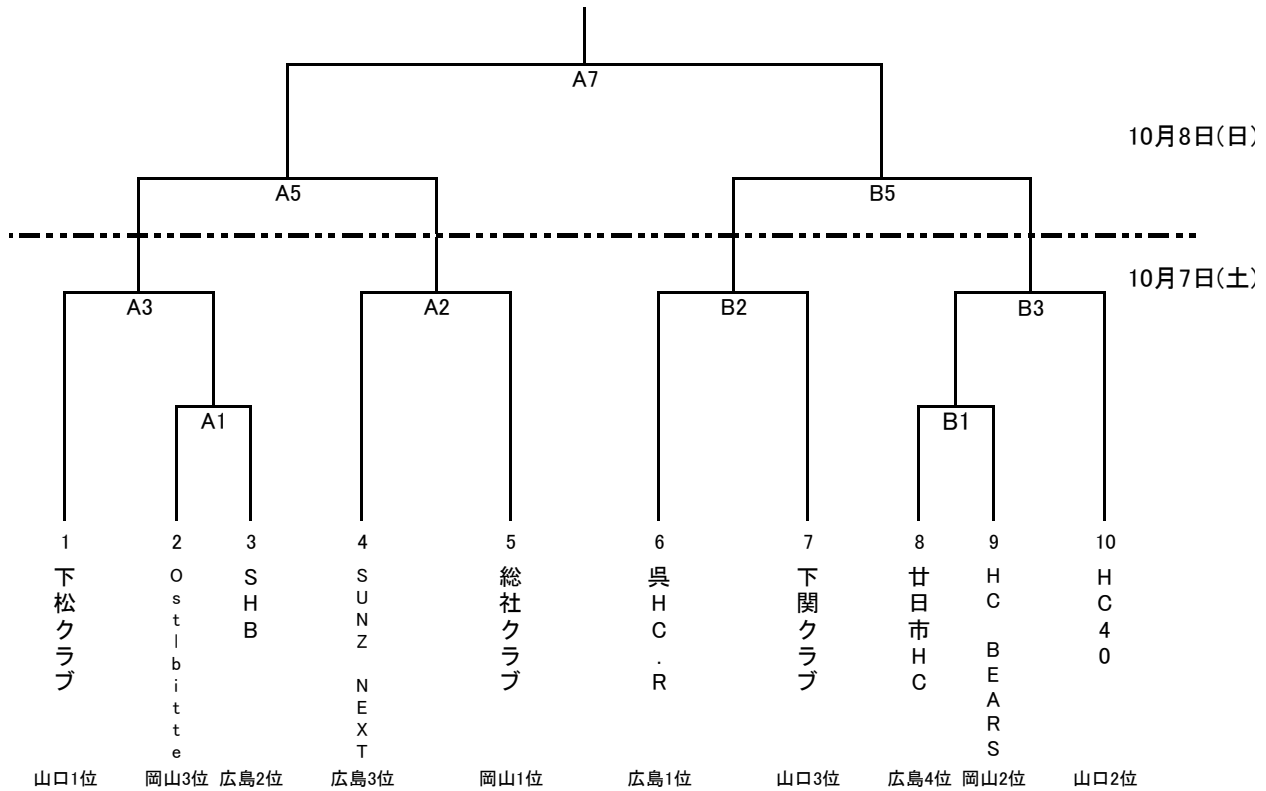 A7
10月8日(日)
A5
B5
10月7日(土)
A3
A2
B2
B3
A1
B1
1
2
3
4
5
6
7
8
9
10
下松クラブ
Ostlbitte
SHB
SUNZ NEXT
総社クラブ
呉HC.R
下関クラブ
廿日市HC
HC BEARS
HC40
山口1位
岡山3位
広島2位
広島3位
岡山1位
広島1位
山口3位
広島4位
岡山2位
山口2位